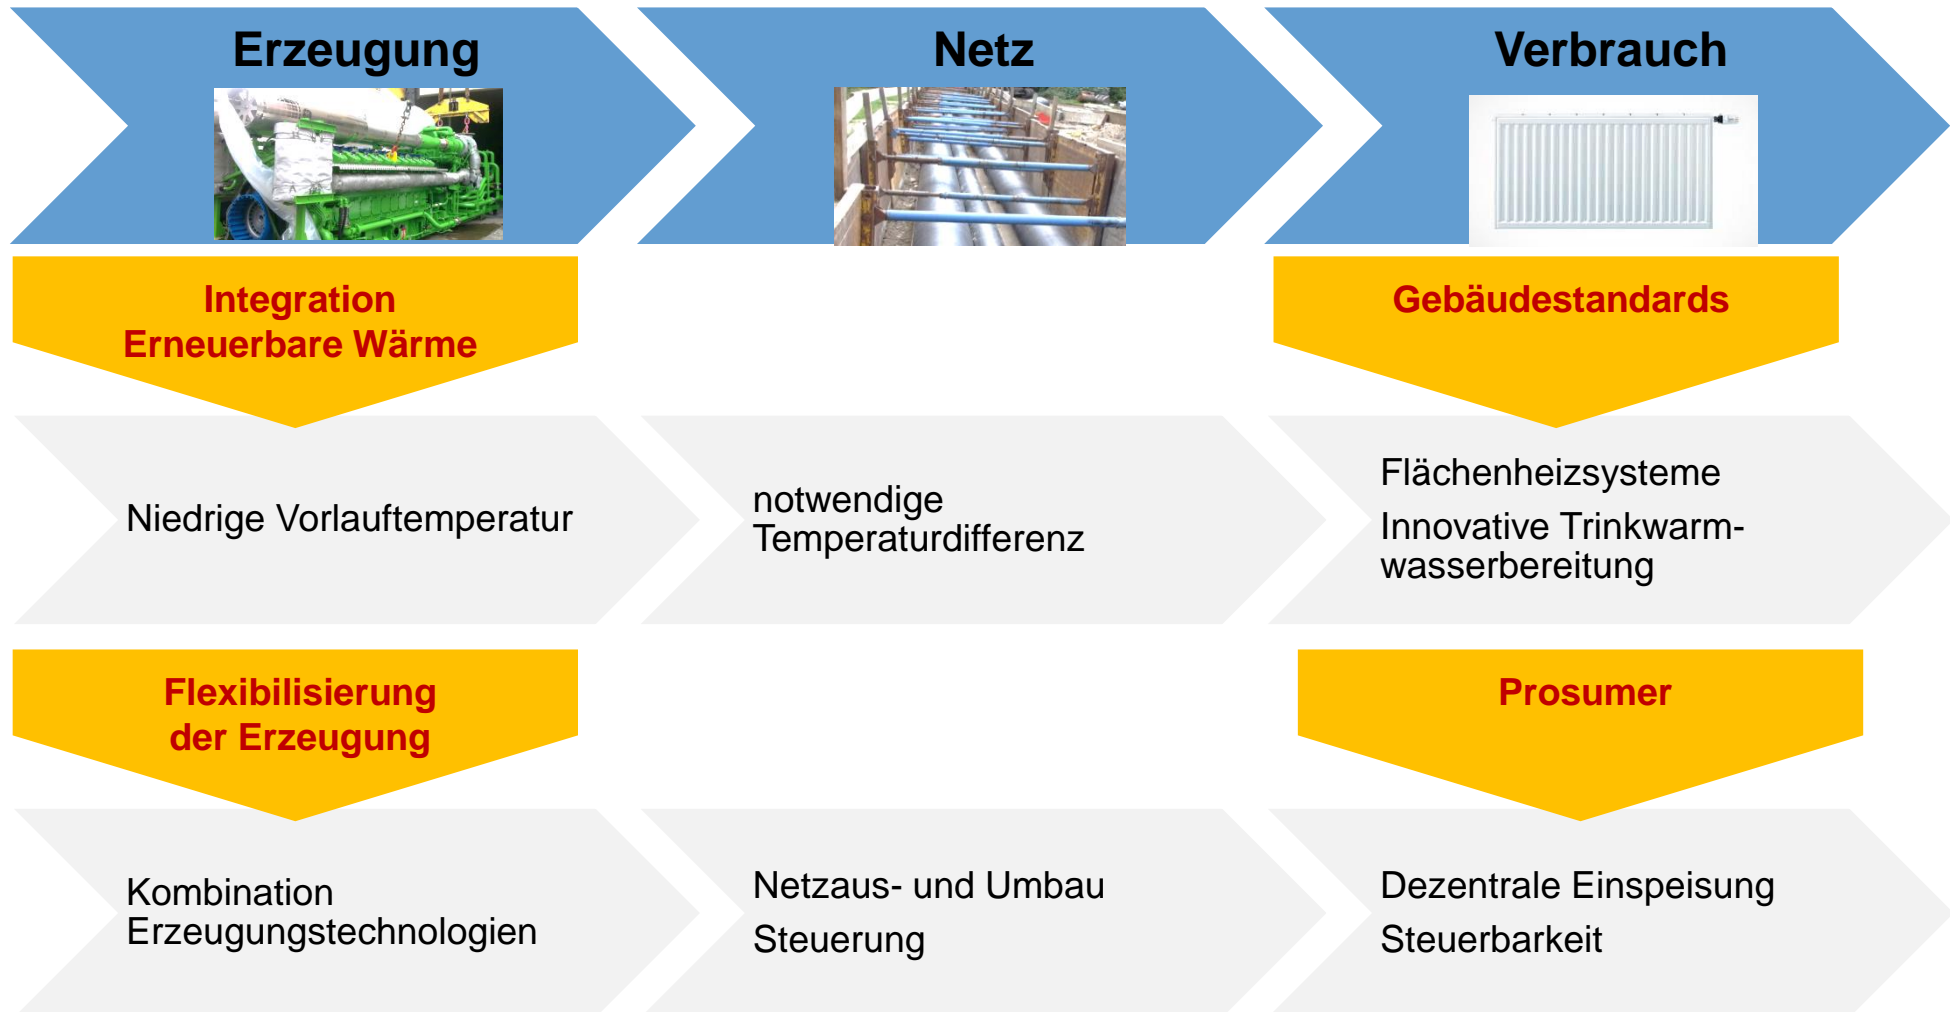 Erzeugung
Netz
Verbrauch
Integration
Erneuerbare Wärme
Gebäudestandards
Niedrige Vorlauftemperatur
notwendige
Temperaturdifferenz
Flächenheizsysteme
Innovative Trinkwarm-
wasserbereitung
Flexibilisierung
der Erzeugung
Prosumer
Kombination
Erzeugungstechnologien
Netzaus- und Umbau
Steuerung
Dezentrale Einspeisung
Steuerbarkeit